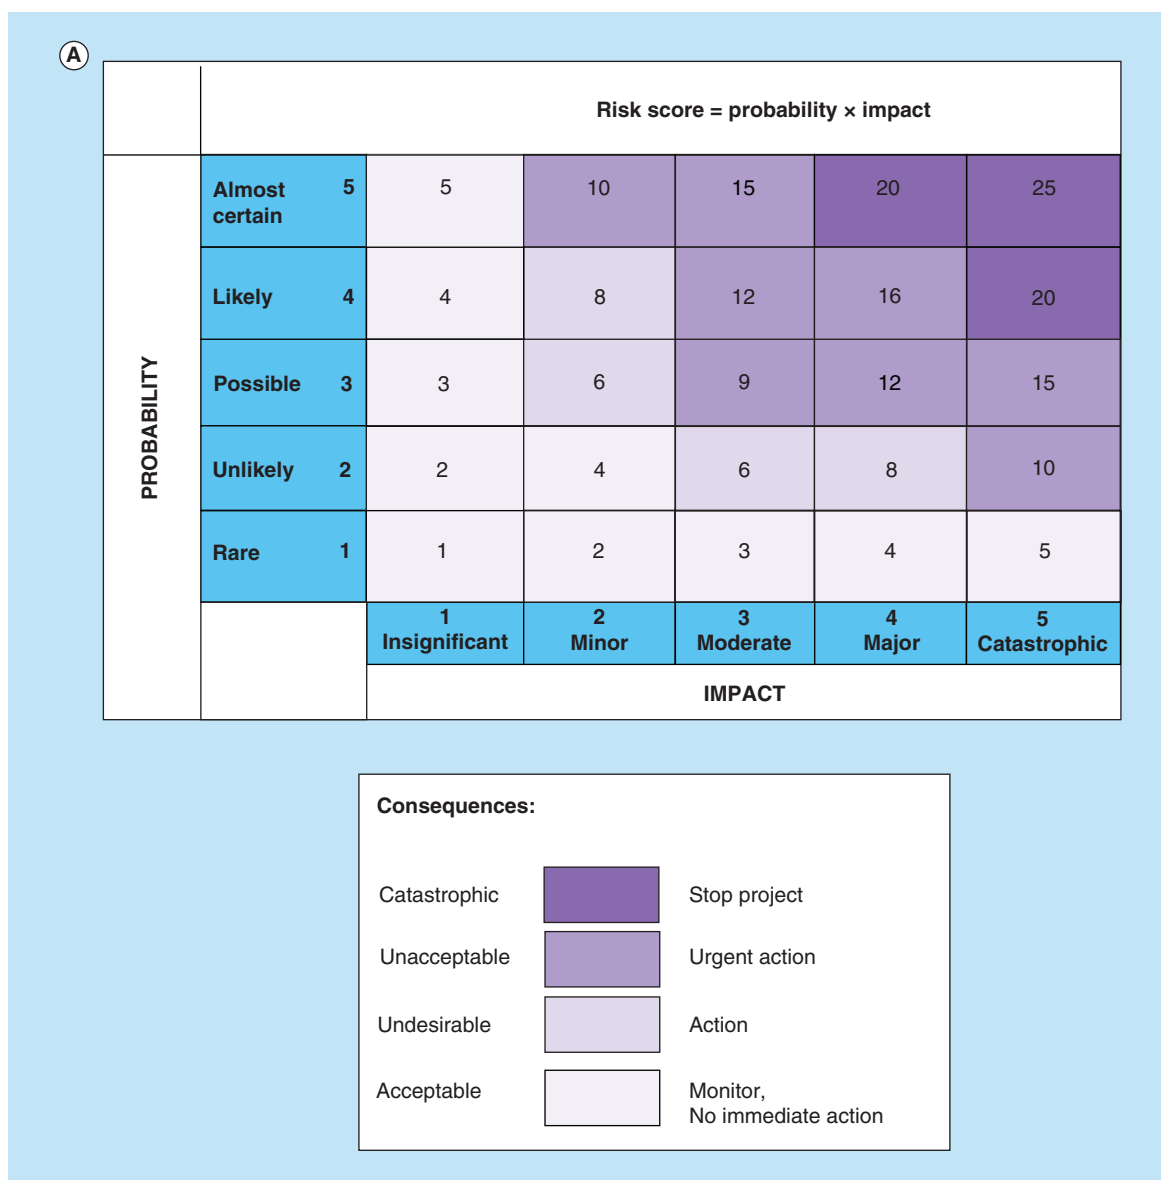 A
Risk score = probability × impact
PROBABILITY
Almost certain 5 5 10 15 20 25
Likely 4 4 8 12 16 20
Possible 3 3 6 9 12 15
Unlikely 2 2 4 6 8 10
Rare 1 1 2 3 4 5
1 2 3 4 5
Insignificant Minor Moderate Major Catastrophic
IMPACT
Consequences:
Catastrophic Stop project
Unacceptable Urgent action
Undesirable Action
Acceptable Monitor,
No immediate action